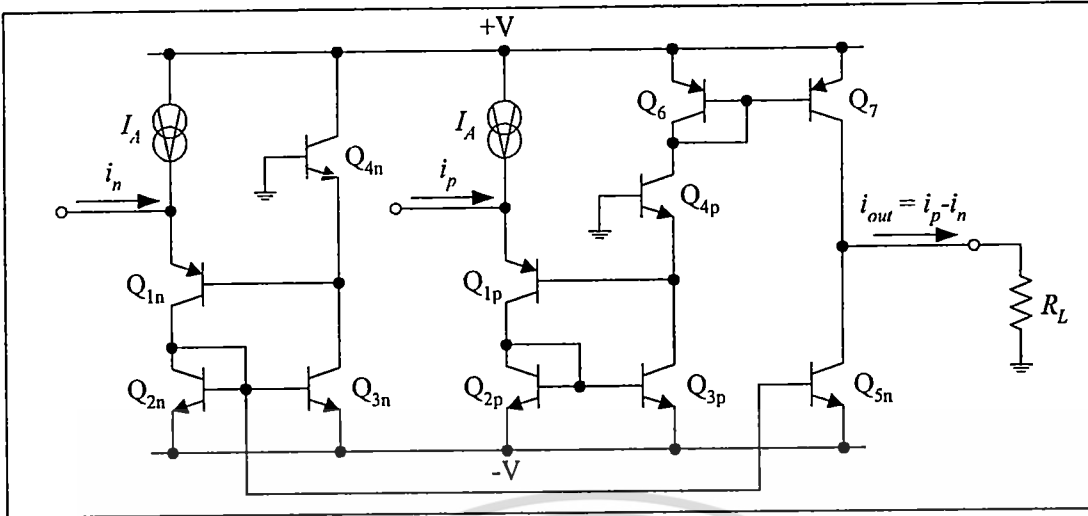 +V
I_A
Q_4n
i_n
I_A
i_p
Q_6
Q_7
Q_4p
i_out = i_p-i_n
Q_1n
Q_1p
R_L
Q_2n
Q_3n
Q_2p
Q_3p
Q_5n
-V